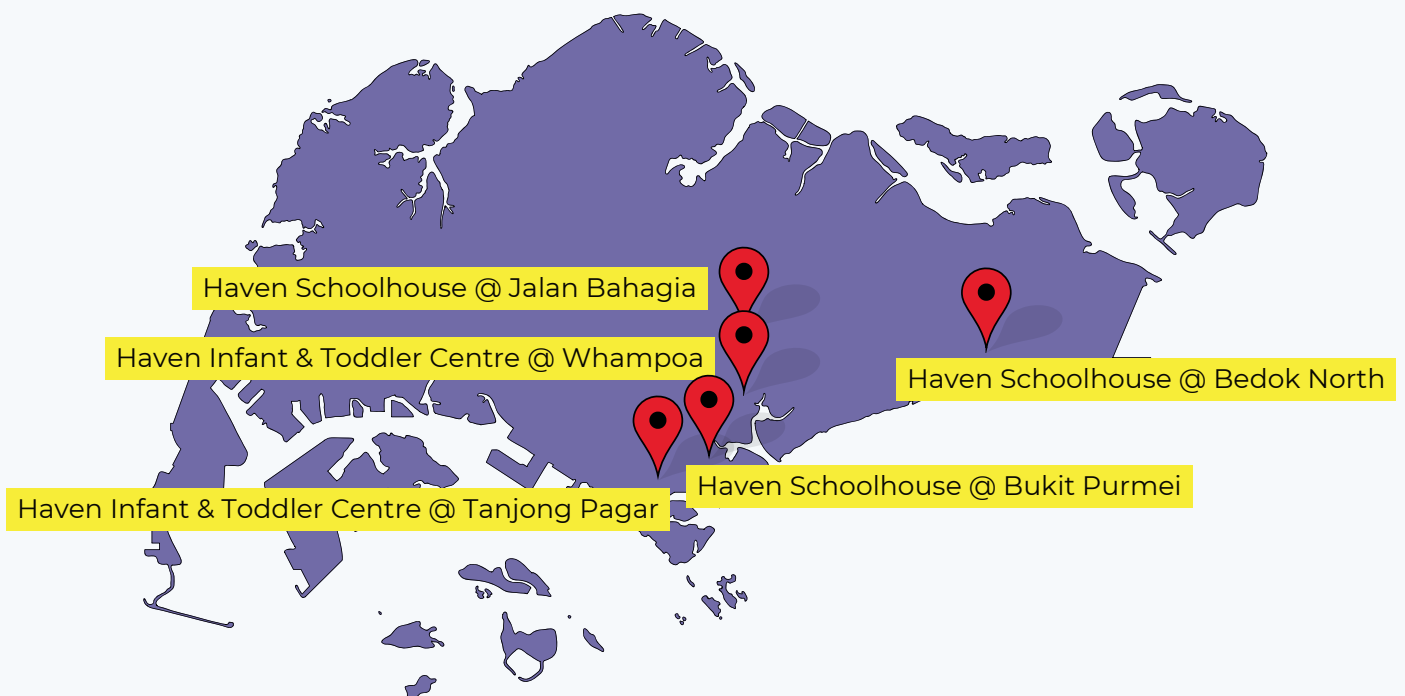 Haven Schoolhouse @ Jalan Bahagia
Haven Infant & Toddler Centre @ Whampoa
Haven Schoolhouse @ Bedok North
Haven Schoolhouse @ Bukit Purmei
Haven Infant & Toddler Centre @ Tanjong Pagar